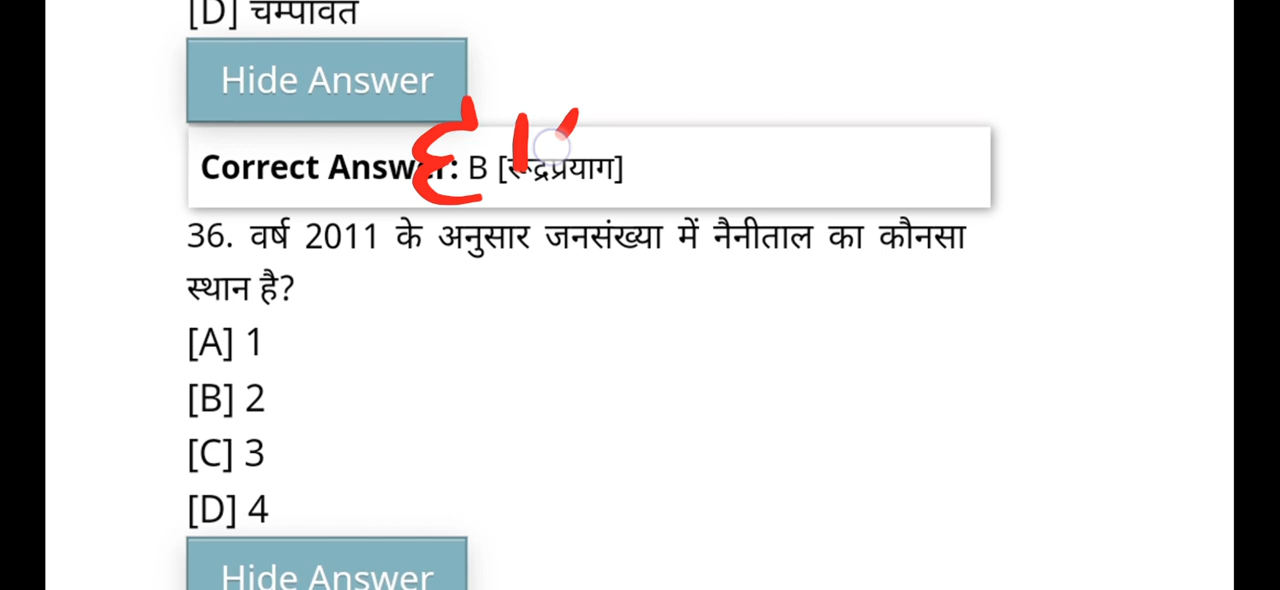 [D] चम्पावत
Hide Answer
Correct Answer: B [रूद्रप्रयाग]
36. वर्ष 2011 के अनुसार जनसंख्या में नैनीताल का कौनसा
स्थान है?
[A] 1
[B] 2
[C] 3
[D] 4
Hide Answer